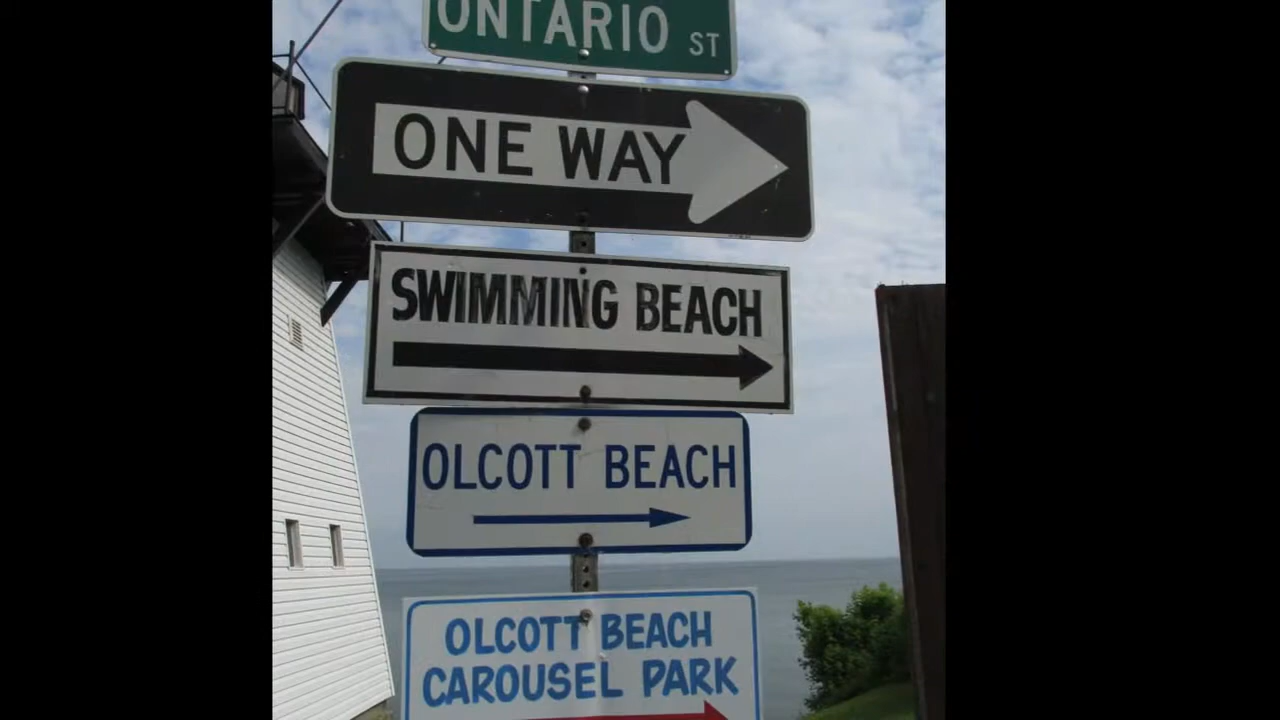 ONTARIO ST
ONE WAY
SWIMMING BEACH
OLCOTT BEACH
OLCOTT BEACH
CAROUSEL PARK